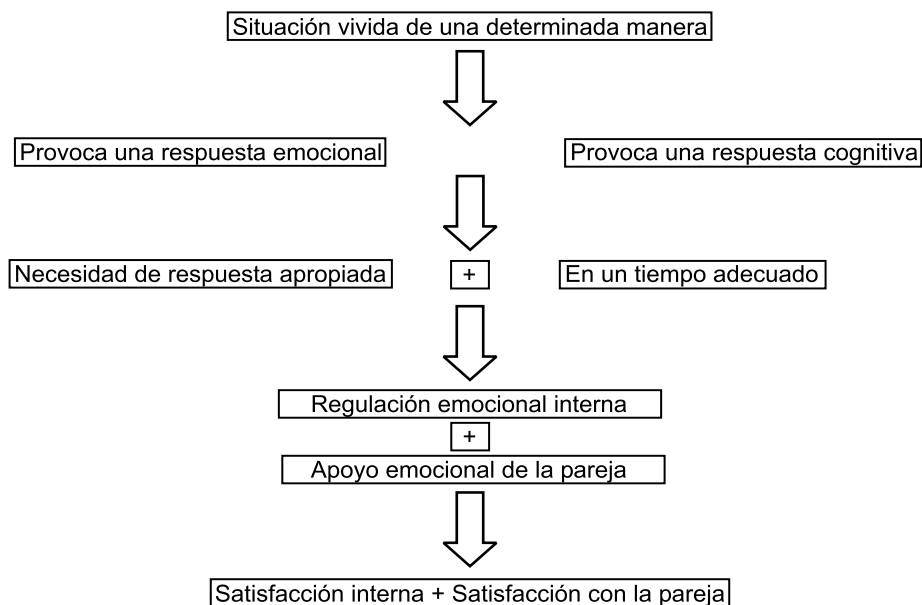 Situación vivida de una determinada manera
Provoca una respuesta emocional
Provoca una respuesta cognitiva
Necesidad de respuesta apropiada
+
En un tiempo adecuado
Regulación emocional interna
+
Apoyo emocional de la pareja
Satisfacción interna + Satisfacción con la pareja